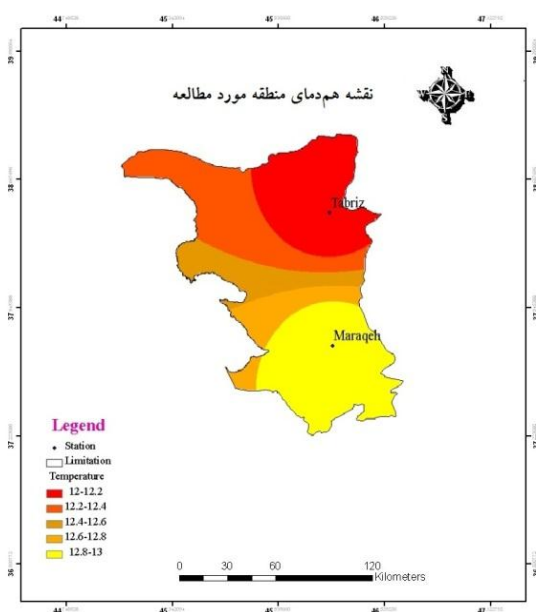 نقشه هم‌دمای منطقه مورد مطالعه
Tabriz
Maraqeh
Legend
Station
Limitation
Temperature
12-12.2
12.2-12.4
12.4-12.6
12.6-12.8
12.8-13
0 30 60 120
Kilometers